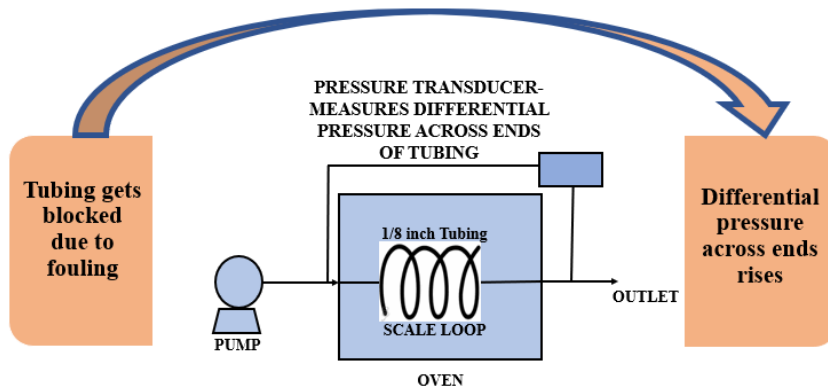 PRESSURE TRANSDUCER-
MEASURES DIFFERENTIAL
PRESSURE ACROSS ENDS
OF TUBING
Tubing gets
blocked
due to
fouling
1/8 inch Tubing
SCALE LOOP
PUMP
OVEN
OUTLET
Differential
pressure
across ends
rises